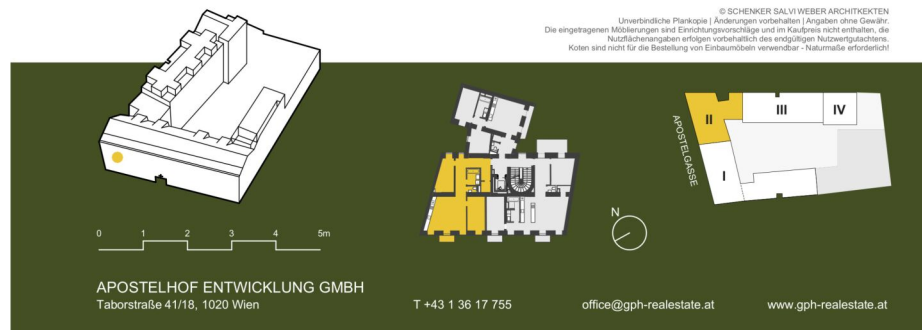 © SCHENKER SALVI WEBER ARCHITKEKTEN
Unverbindliche Plankopie | Änderungen vorbehalten | Angaben ohne Gewähr.
Die eingetragenen Möblierungen sind Einrichtungsvorschläge und im Kaufpreis nicht enthalten, die
Nutzflächenangaben erfolgen vorbehaltlich des endgültigen Nutzwertgutachtens.
Koten sind nicht für die Bestellung von Einbaumöbeln verwendbar - Naturmaße erforderlich!
II
III
IV
APOSTELGASSE
I
N
0 1 2 3 4 5m
APOSTELHOF ENTWICKLUNG GMBH
Taborstraße 41/18, 1020 Wien
T +43 1 36 17 755
office@gph-realestate.at
www.gph-realestate.at